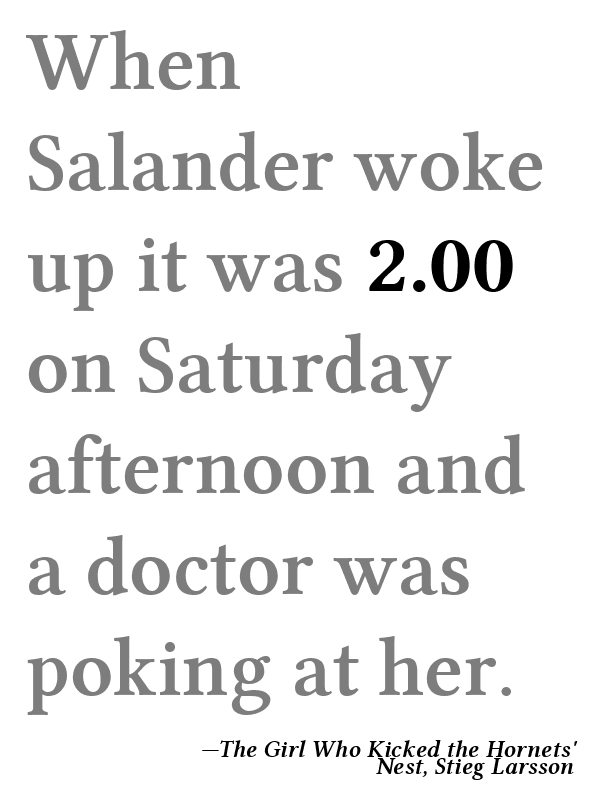 When
Salander woke
up it was 2.00
on Saturday
afternoon and
a doctor was
poking at her.
—The Girl Who Kicked the Hornets'
Nest, Stieg Larsson